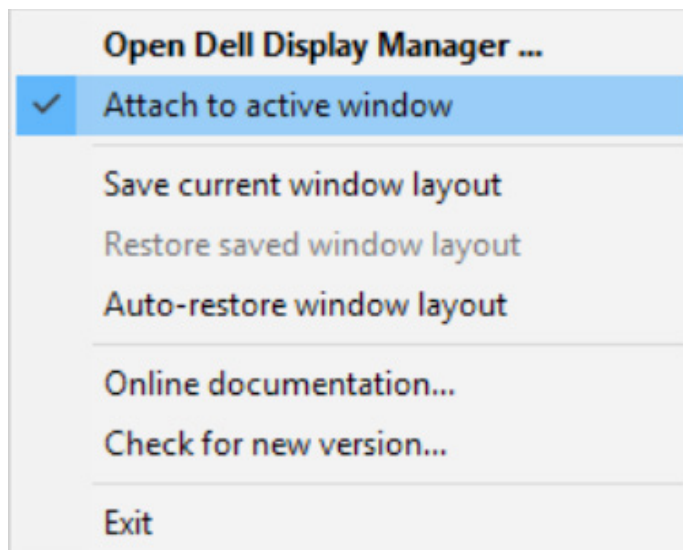 Open Dell Display Manager ...
Attach to active window
Save current window layout
Restore saved window layout
Auto-restore window layout
Online documentation...
Check for new version...
Exit